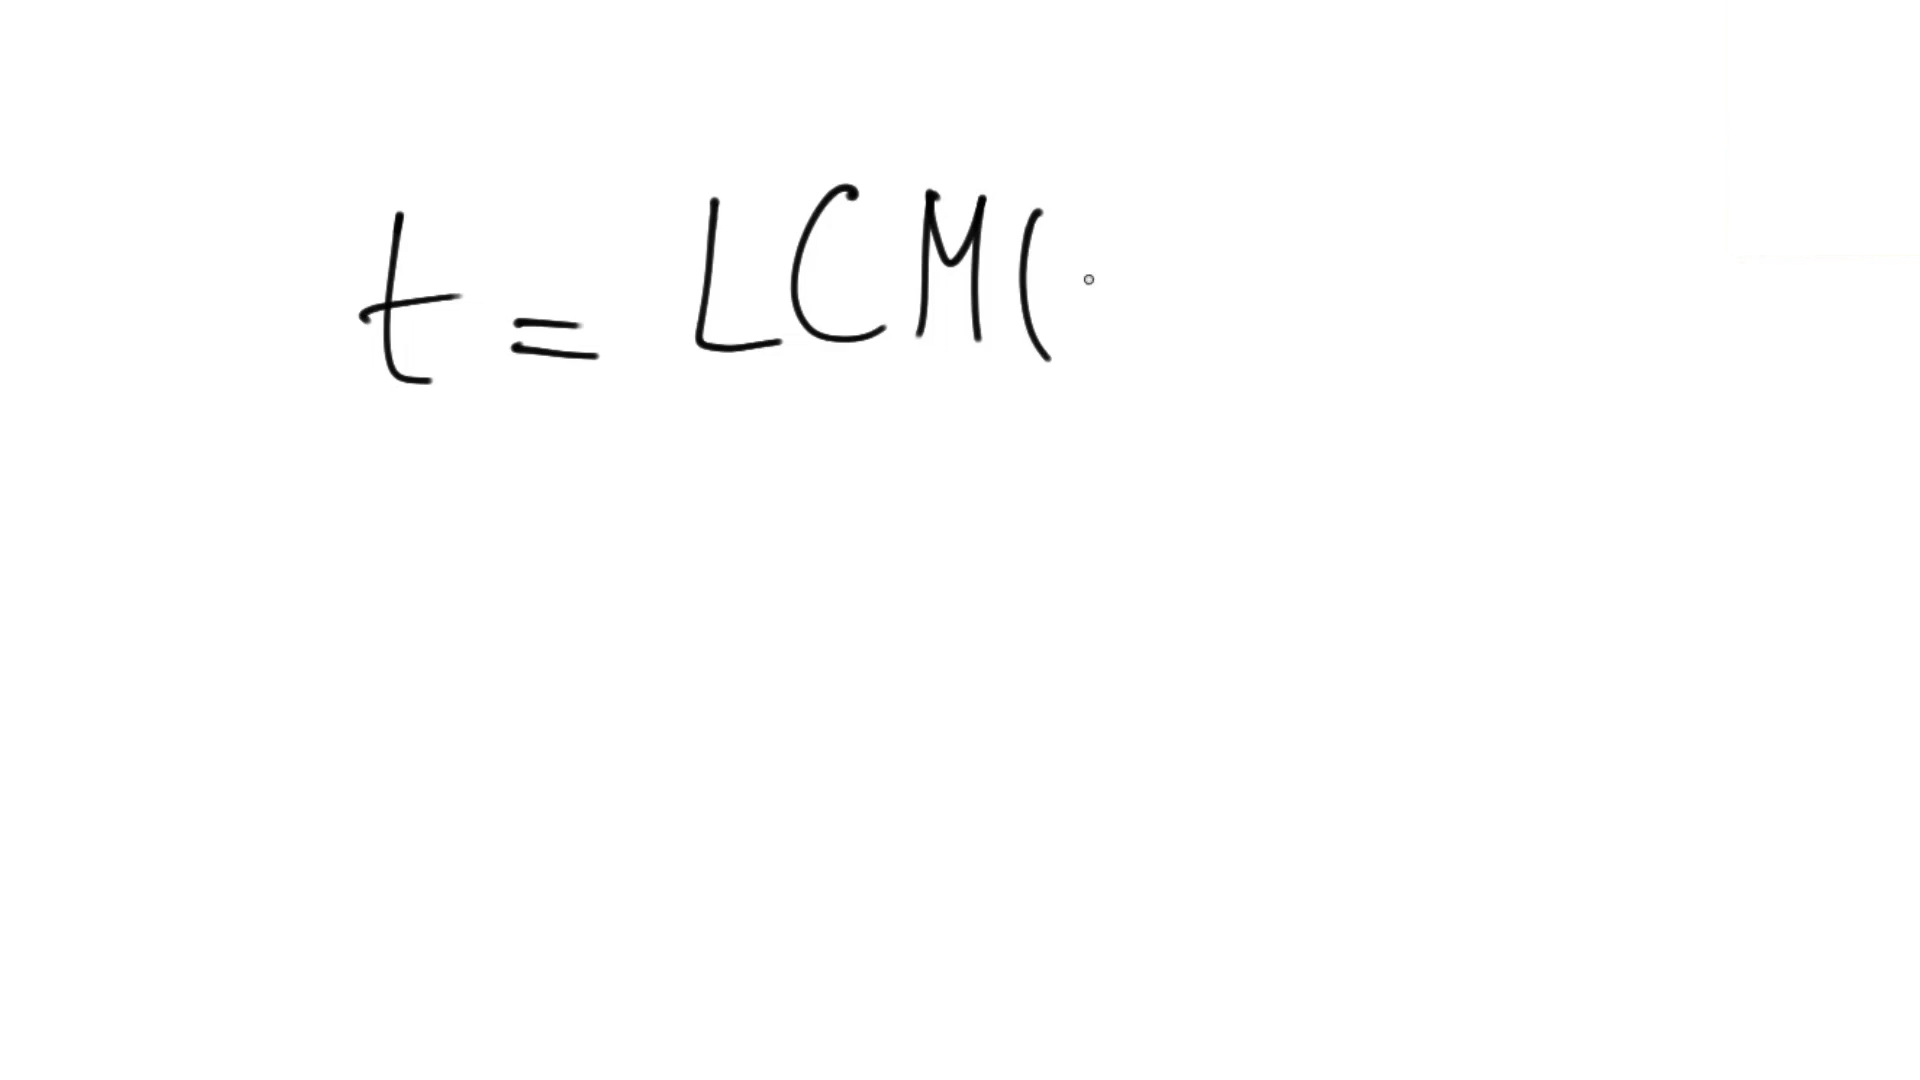 t = LCM(